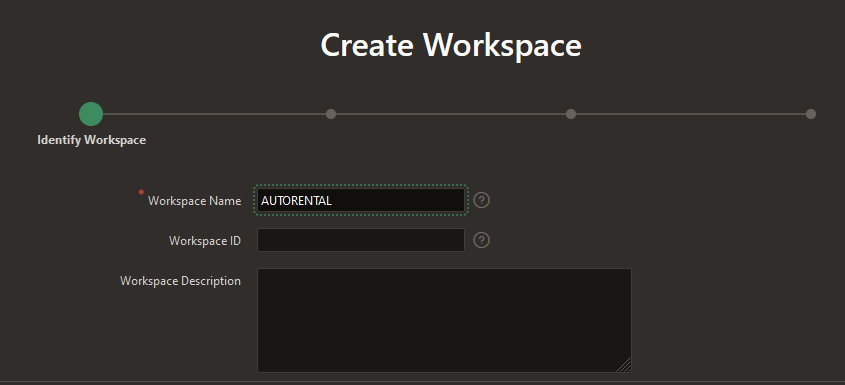 Create Workspace
Identify Workspace
* Workspace Name AUTORENTAL ?
Workspace ID ?
Workspace Description